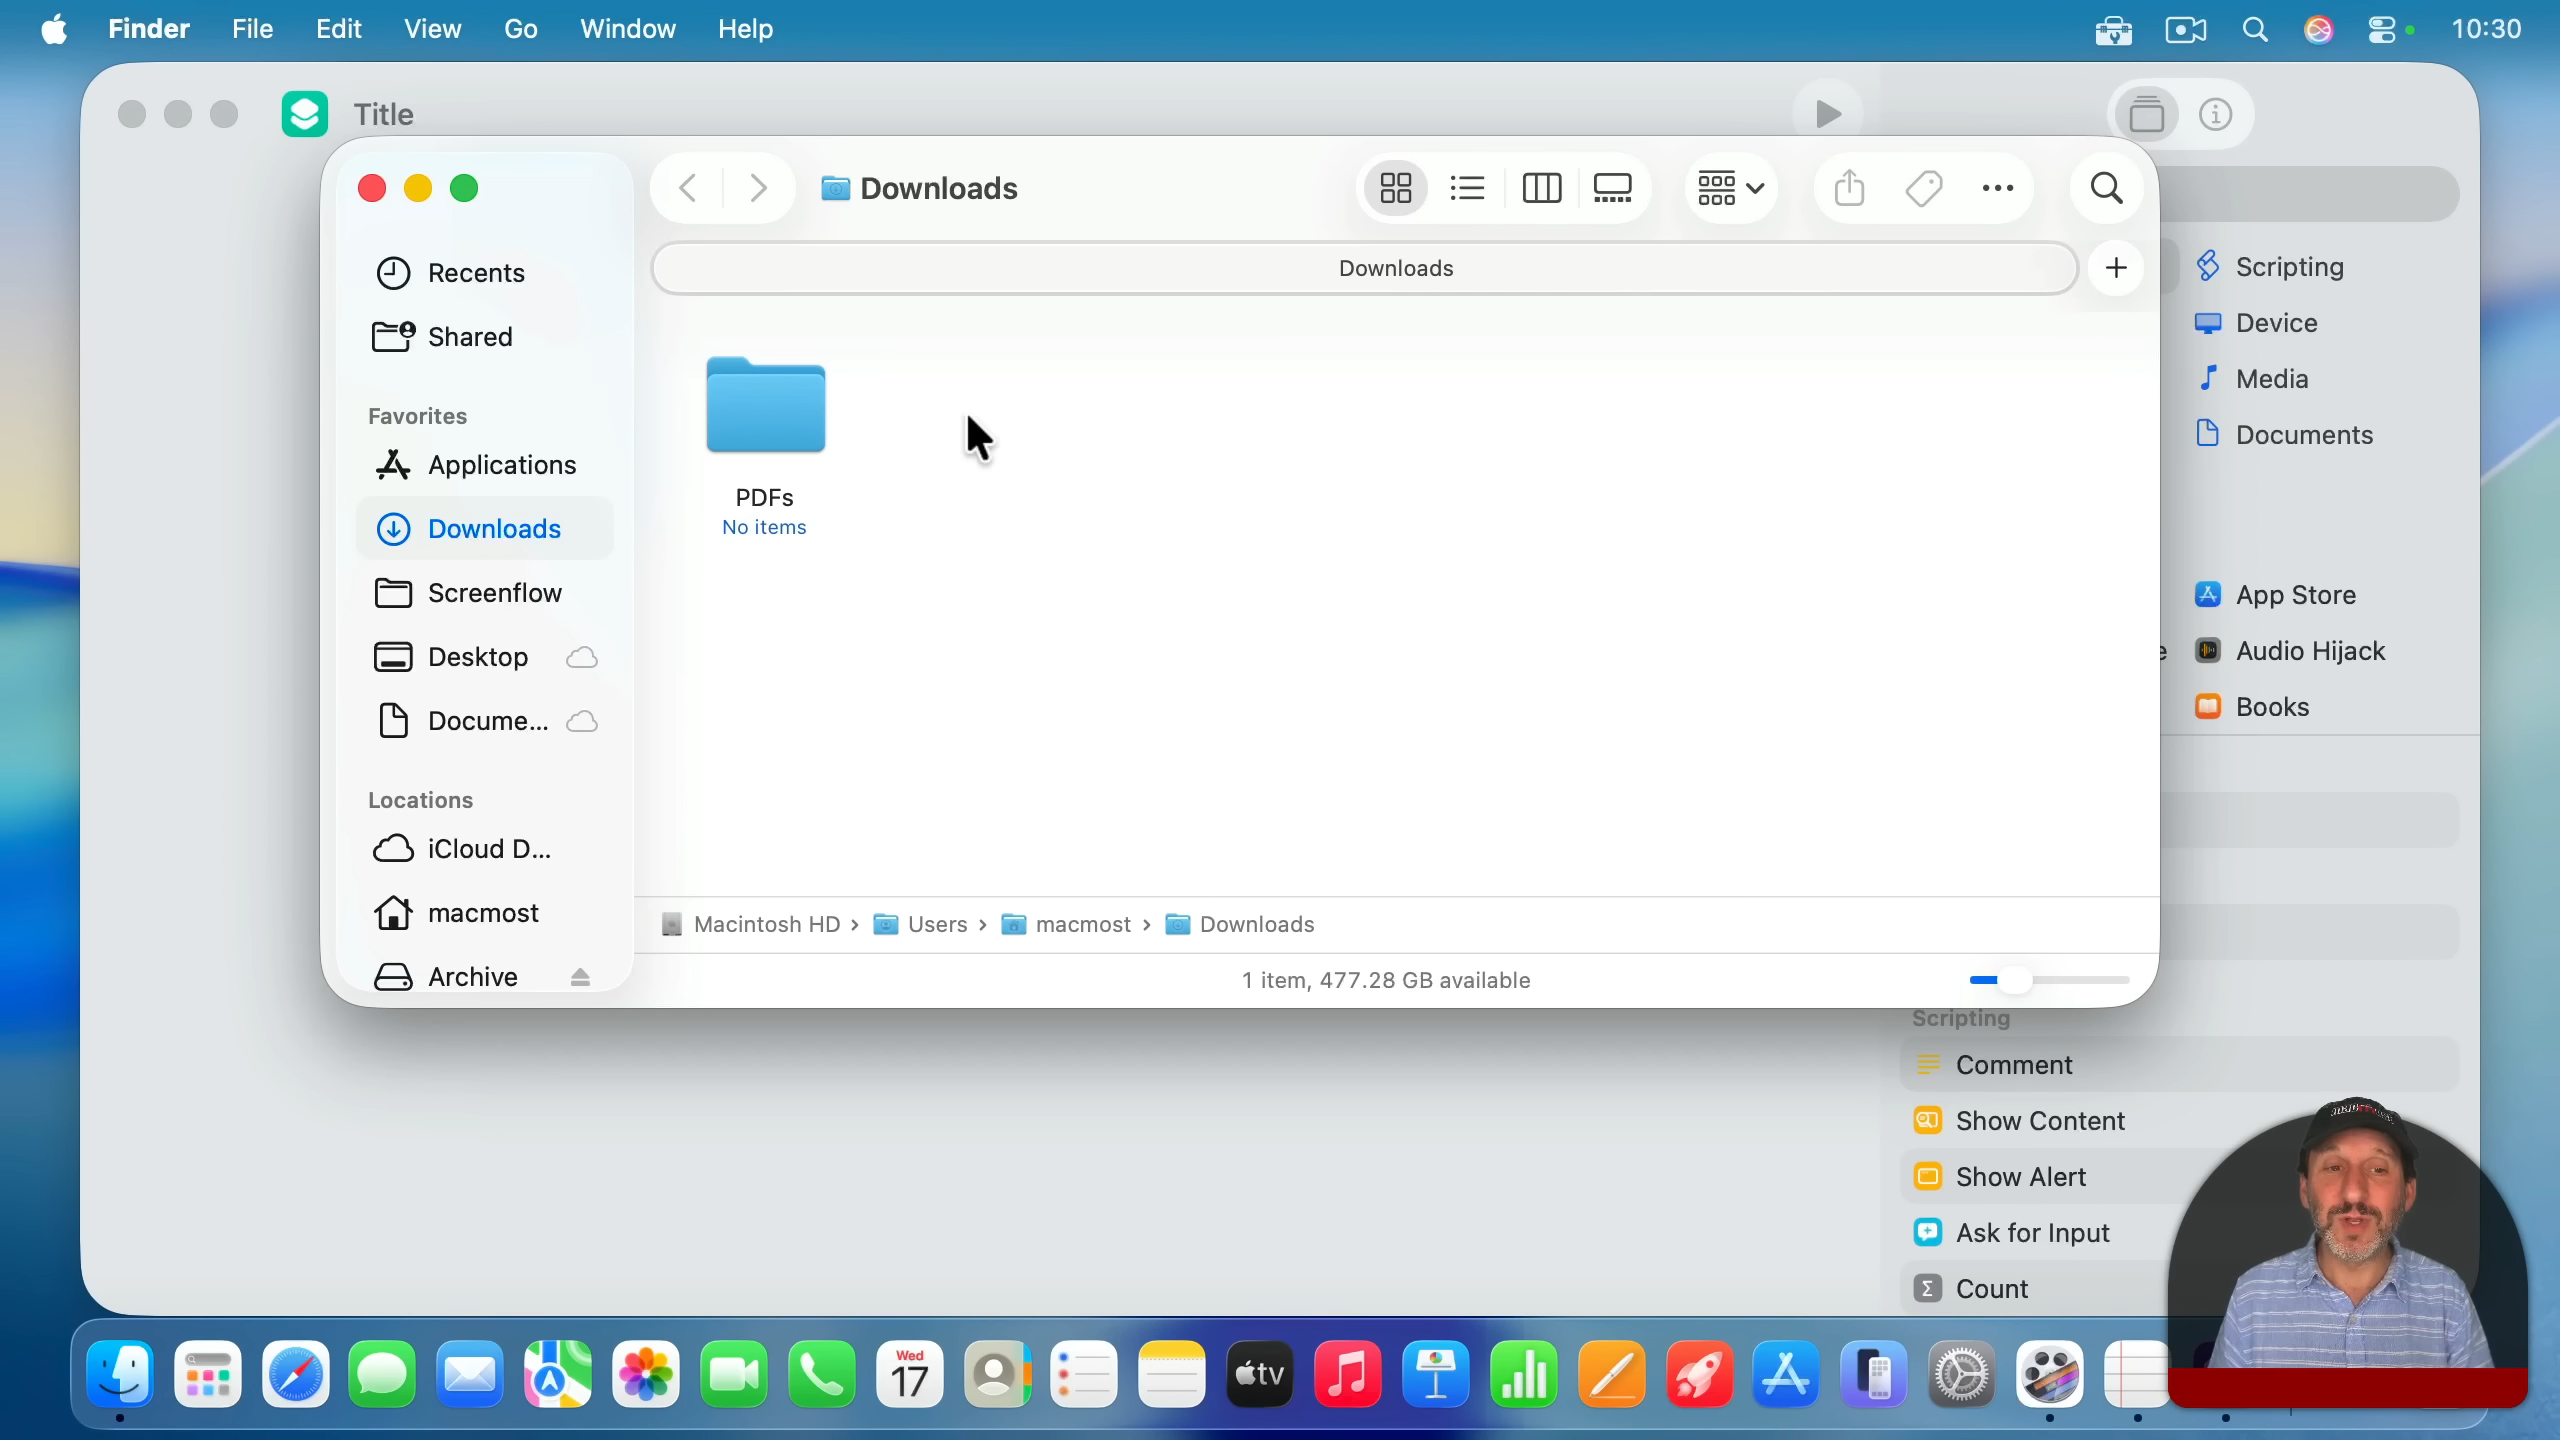 Finder File Edit View Go Window Help 10:30
Title
Downloads
Downloads
Recents
Shared
Favorites
Applications
Downloads
Screenflow
Desktop
Docume...
Locations
iCloud D...
macmost
Archive
PDFs
No items
Macintosh HD › Users › macmost › Downloads
1 item, 477.28 GB available
Scripting
Device
Media
Documents
App Store
e Audio Hijack
Books
Scripting
Comment
Show Content
Show Alert
Ask for Input
Σ Count
Wed
17
tv